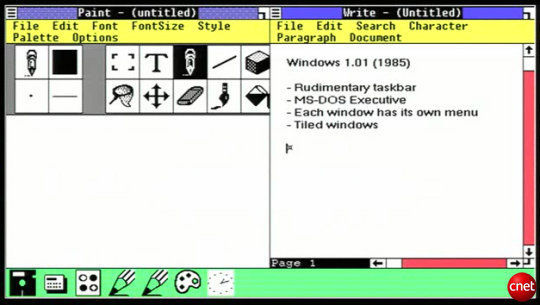 Paint - (untitled)
File Edit Font FontSize Style
Palette Options
T
Write - (Untitled)
File Edit Search Character
Paragraph Document
Windows 1.01 (1985)
- Rudimentary taskbar
- MS-DOS Executive
- Each window has its own menu
- Tiled windows
Page 1
cnet